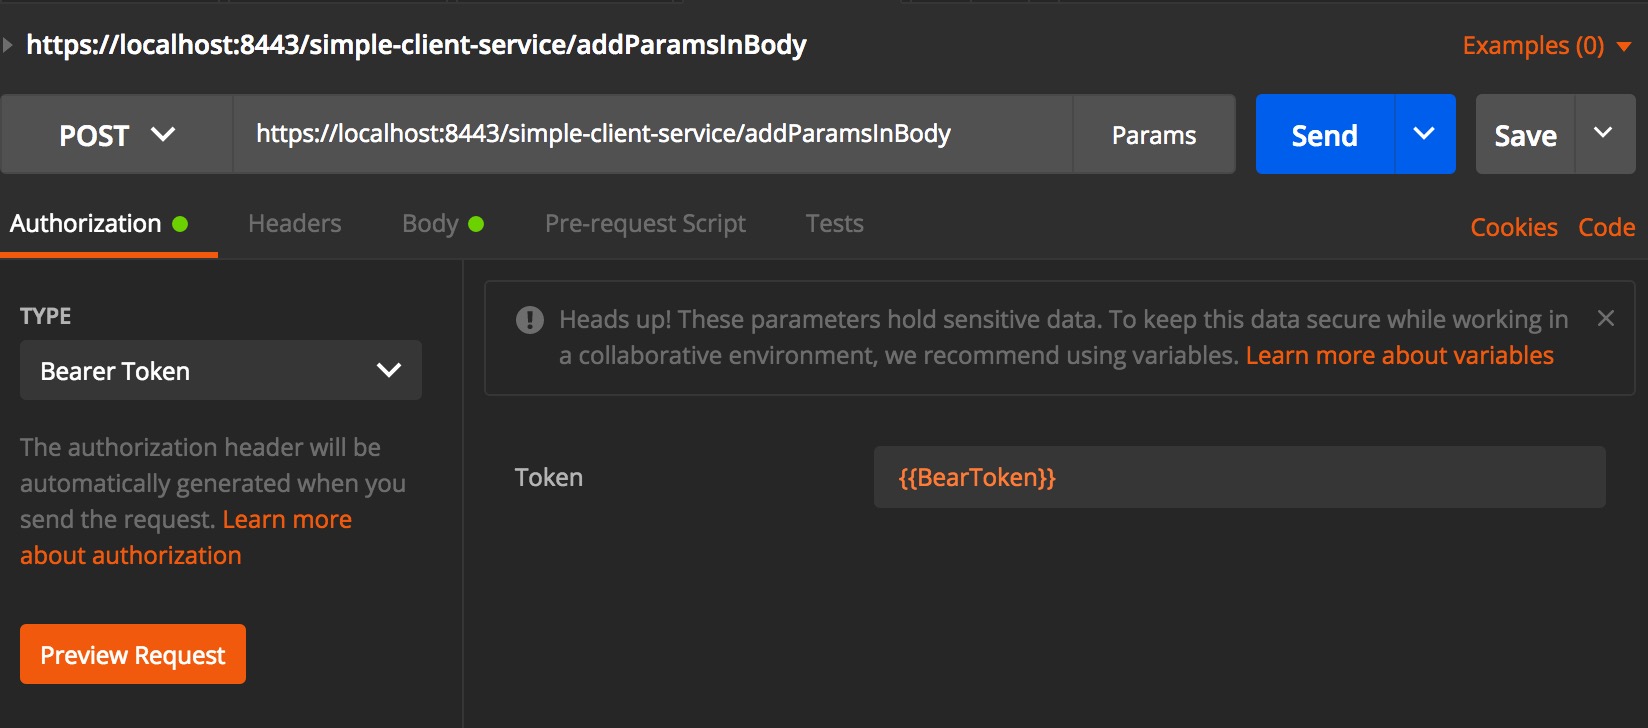 https://localhost:8443/simple-client-service/addParamsInBody
Examples (0)
POST
https://localhost:8443/simple-client-service/addParamsInBody
Params
Send
Save
Authorization
Headers
Body
Pre-request Script
Tests
Cookies
Code
TYPE
Bearer Token
The authorization header will be
automatically generated when you
send the request. Learn more
about authorization
Preview Request
Heads up! These parameters hold sensitive data. To keep this data secure while working in
a collaborative environment, we recommend using variables. Learn more about variables
Token
{{BearToken}}